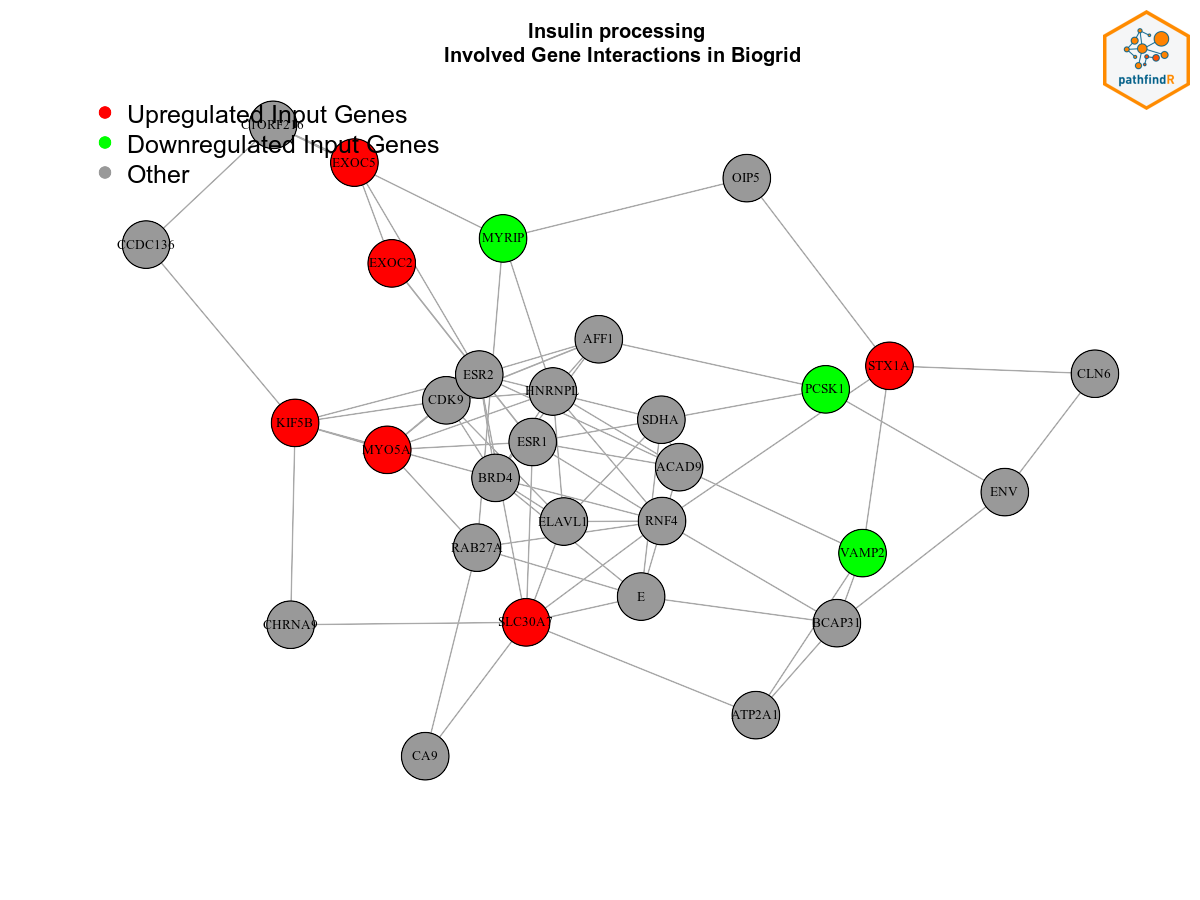 Insulin processing
Involved Gene Interactions in Biogrid
pathfindR
Upregulated Input Genes
Downregulated Input Genes
Other
C1ORF216
EXOC5
OIP5
CCDC136
MYRIP
EXOC2
AFF1
STX1A
CLN6
ESR2
PCSK1
HNRNPL
CDK9
SDHA
KIF5B
ESR1
MYO5A
ACAD9
BRD4
ENV
ELAVL1
RNF4
RAB27A
VAMP2
E
SLC30A7
BCAP31
CHRNA9
ATP2A1
CA9